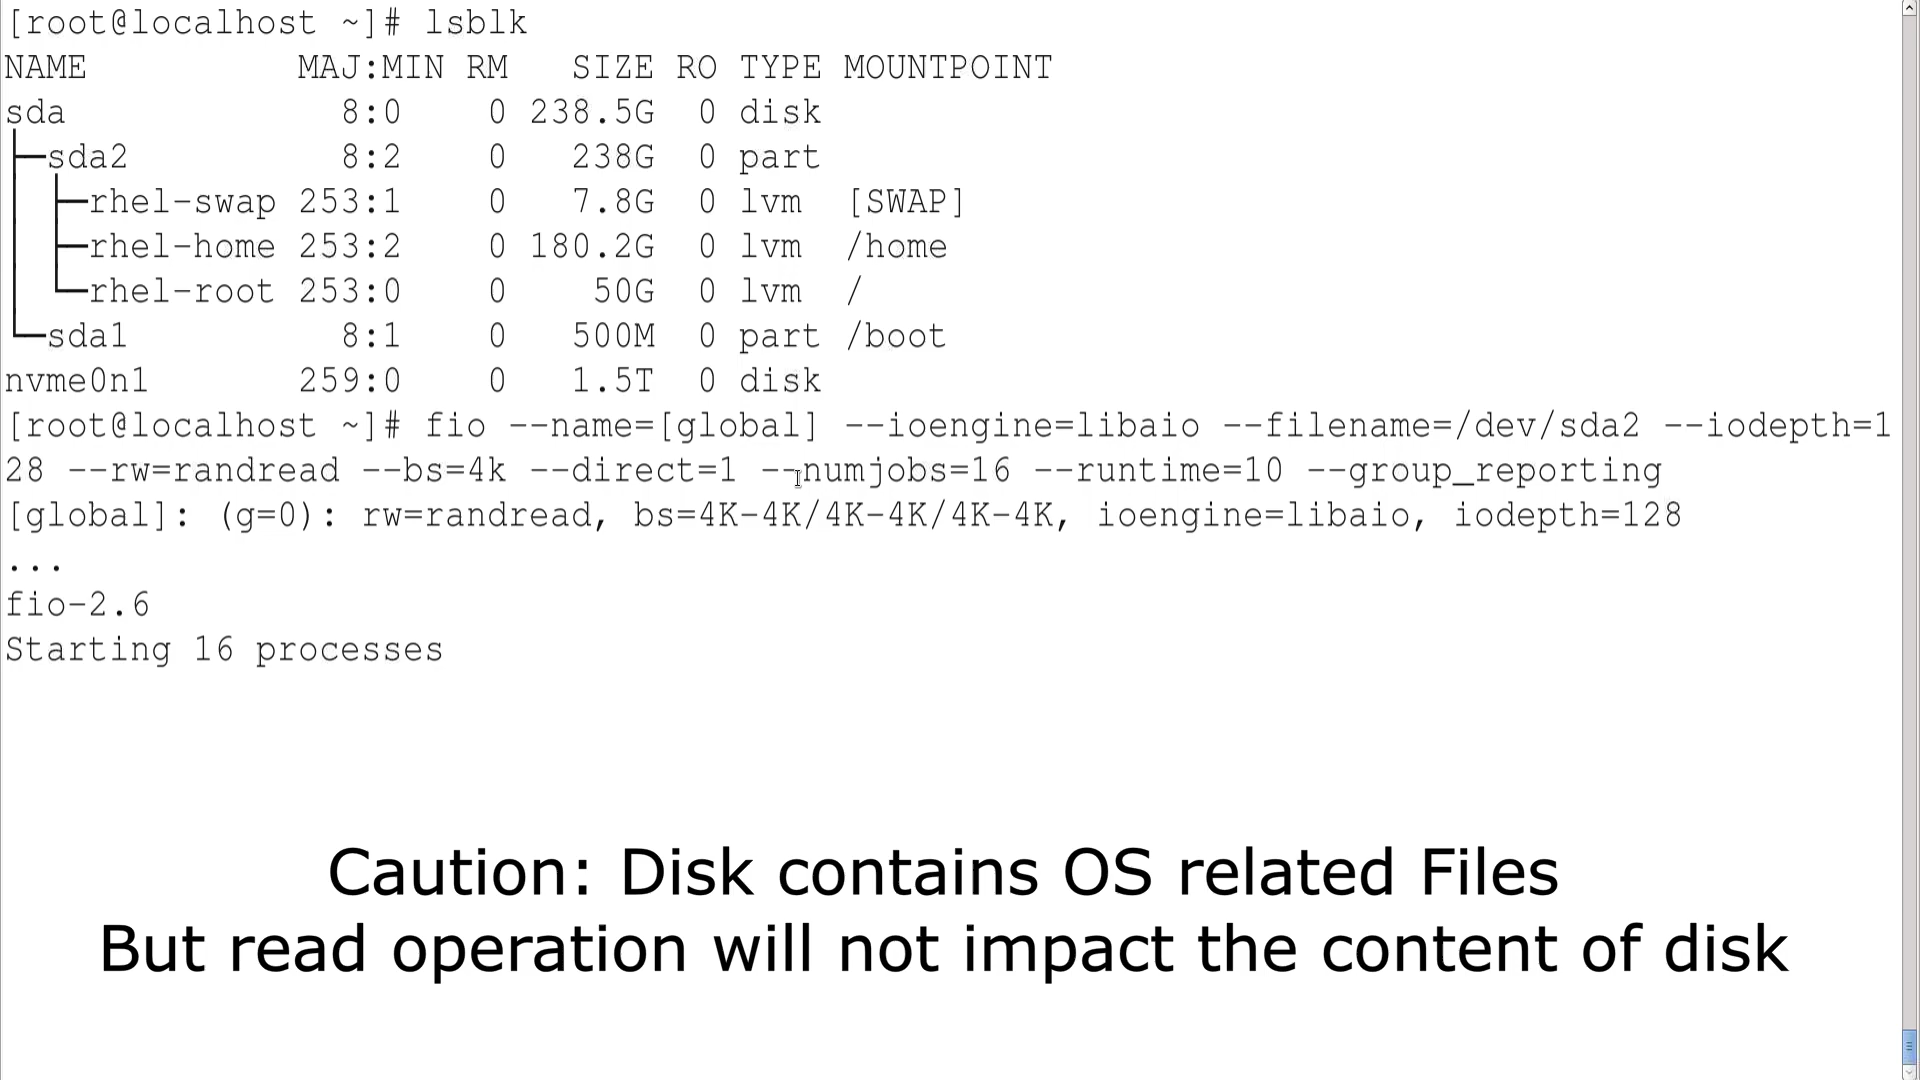 [root@localhost ~]# lsblk
NAME          MAJ:MIN RM   SIZE RO TYPE MOUNTPOINT
sda             8:0    0 238.5G  0 disk
├─sda2          8:2    0   238G  0 part
│ ├─rhel-swap 253:1    0   7.8G  0 lvm  [SWAP]
│ ├─rhel-home 253:2    0 180.2G  0 lvm  /home
│ └─rhel-root 253:0    0    50G  0 lvm  /
└─sda1          8:1    0   500M  0 part /boot
nvme0n1       259:0    0   1.5T  0 disk
[root@localhost ~]# fio --name=[global] --ioengine=libaio --filename=/dev/sda2 --iodepth=1
28 --rw=randread --bs=4k --direct=1 --numjobs=16 --runtime=10 --group_reporting
[global]: (g=0): rw=randread, bs=4K-4K/4K-4K/4K-4K, ioengine=libaio, iodepth=128
...
fio-2.6
Starting 16 processes
Caution: Disk contains OS related Files
But read operation will not impact the content of disk